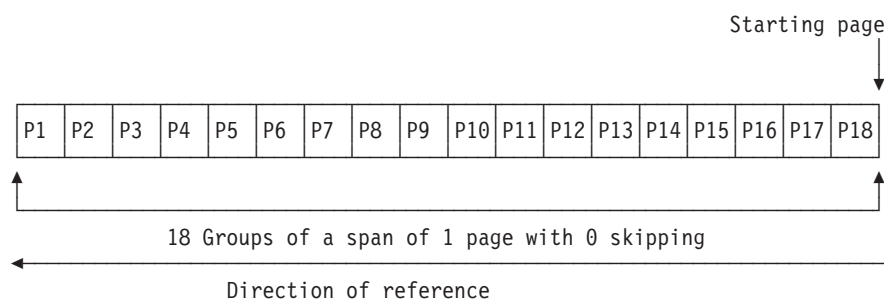 Starting page
P1 P2 P3 P4 P5 P6 P7 P8 P9 P10 P11 P12 P13 P14 P15 P16 P17 P18
18 Groups of a span of 1 page with 0 skipping
Direction of reference